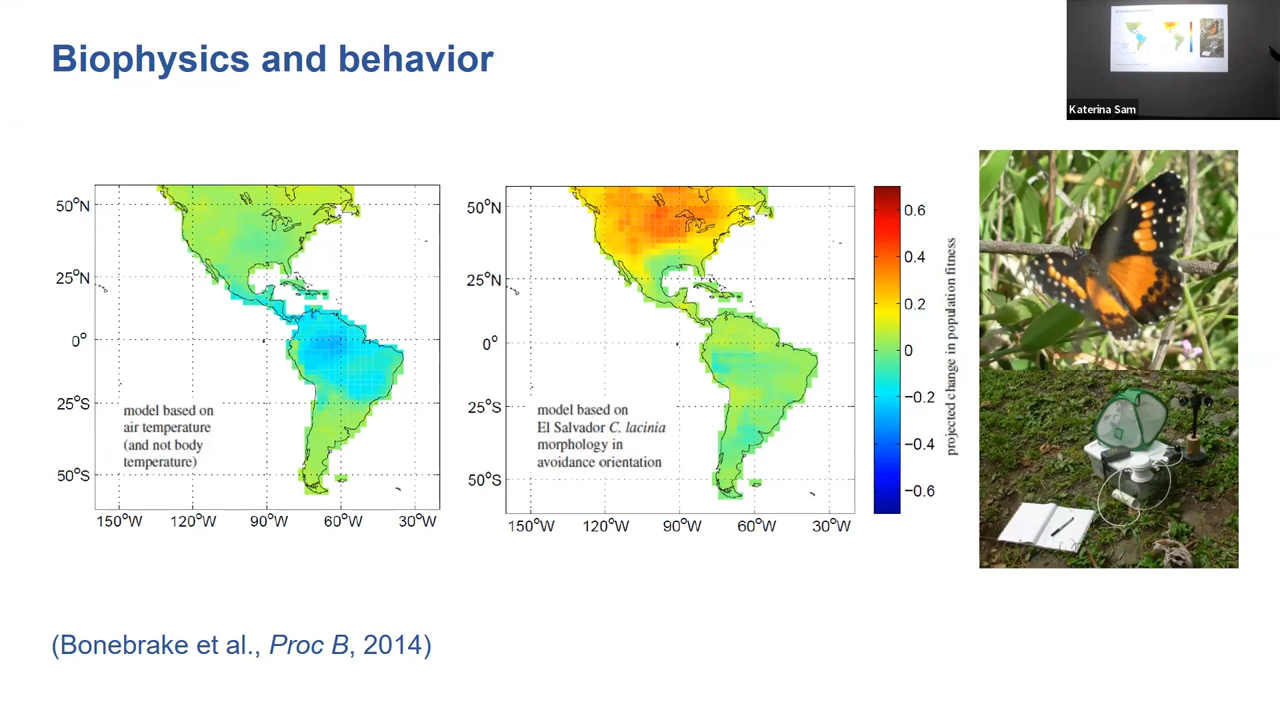 Biophysics and behavior
Katerina Sam
50°N
25°N
0°
25°S
50°S
150°W
120°W
90°W
60°W
30°W
model based on
air temperature
(and not body
temperature)
50°N
25°N
0°
25°S
50°S
150°W
120°W
90°W
60°W
30°W
model based on
El Salvador C. lacinia
morphology in
avoidance orientation
0.6
0.4
0.2
0
−0.2
−0.4
−0.6
projected change in population fitness
(Bonebrake et al., Proc B, 2014)